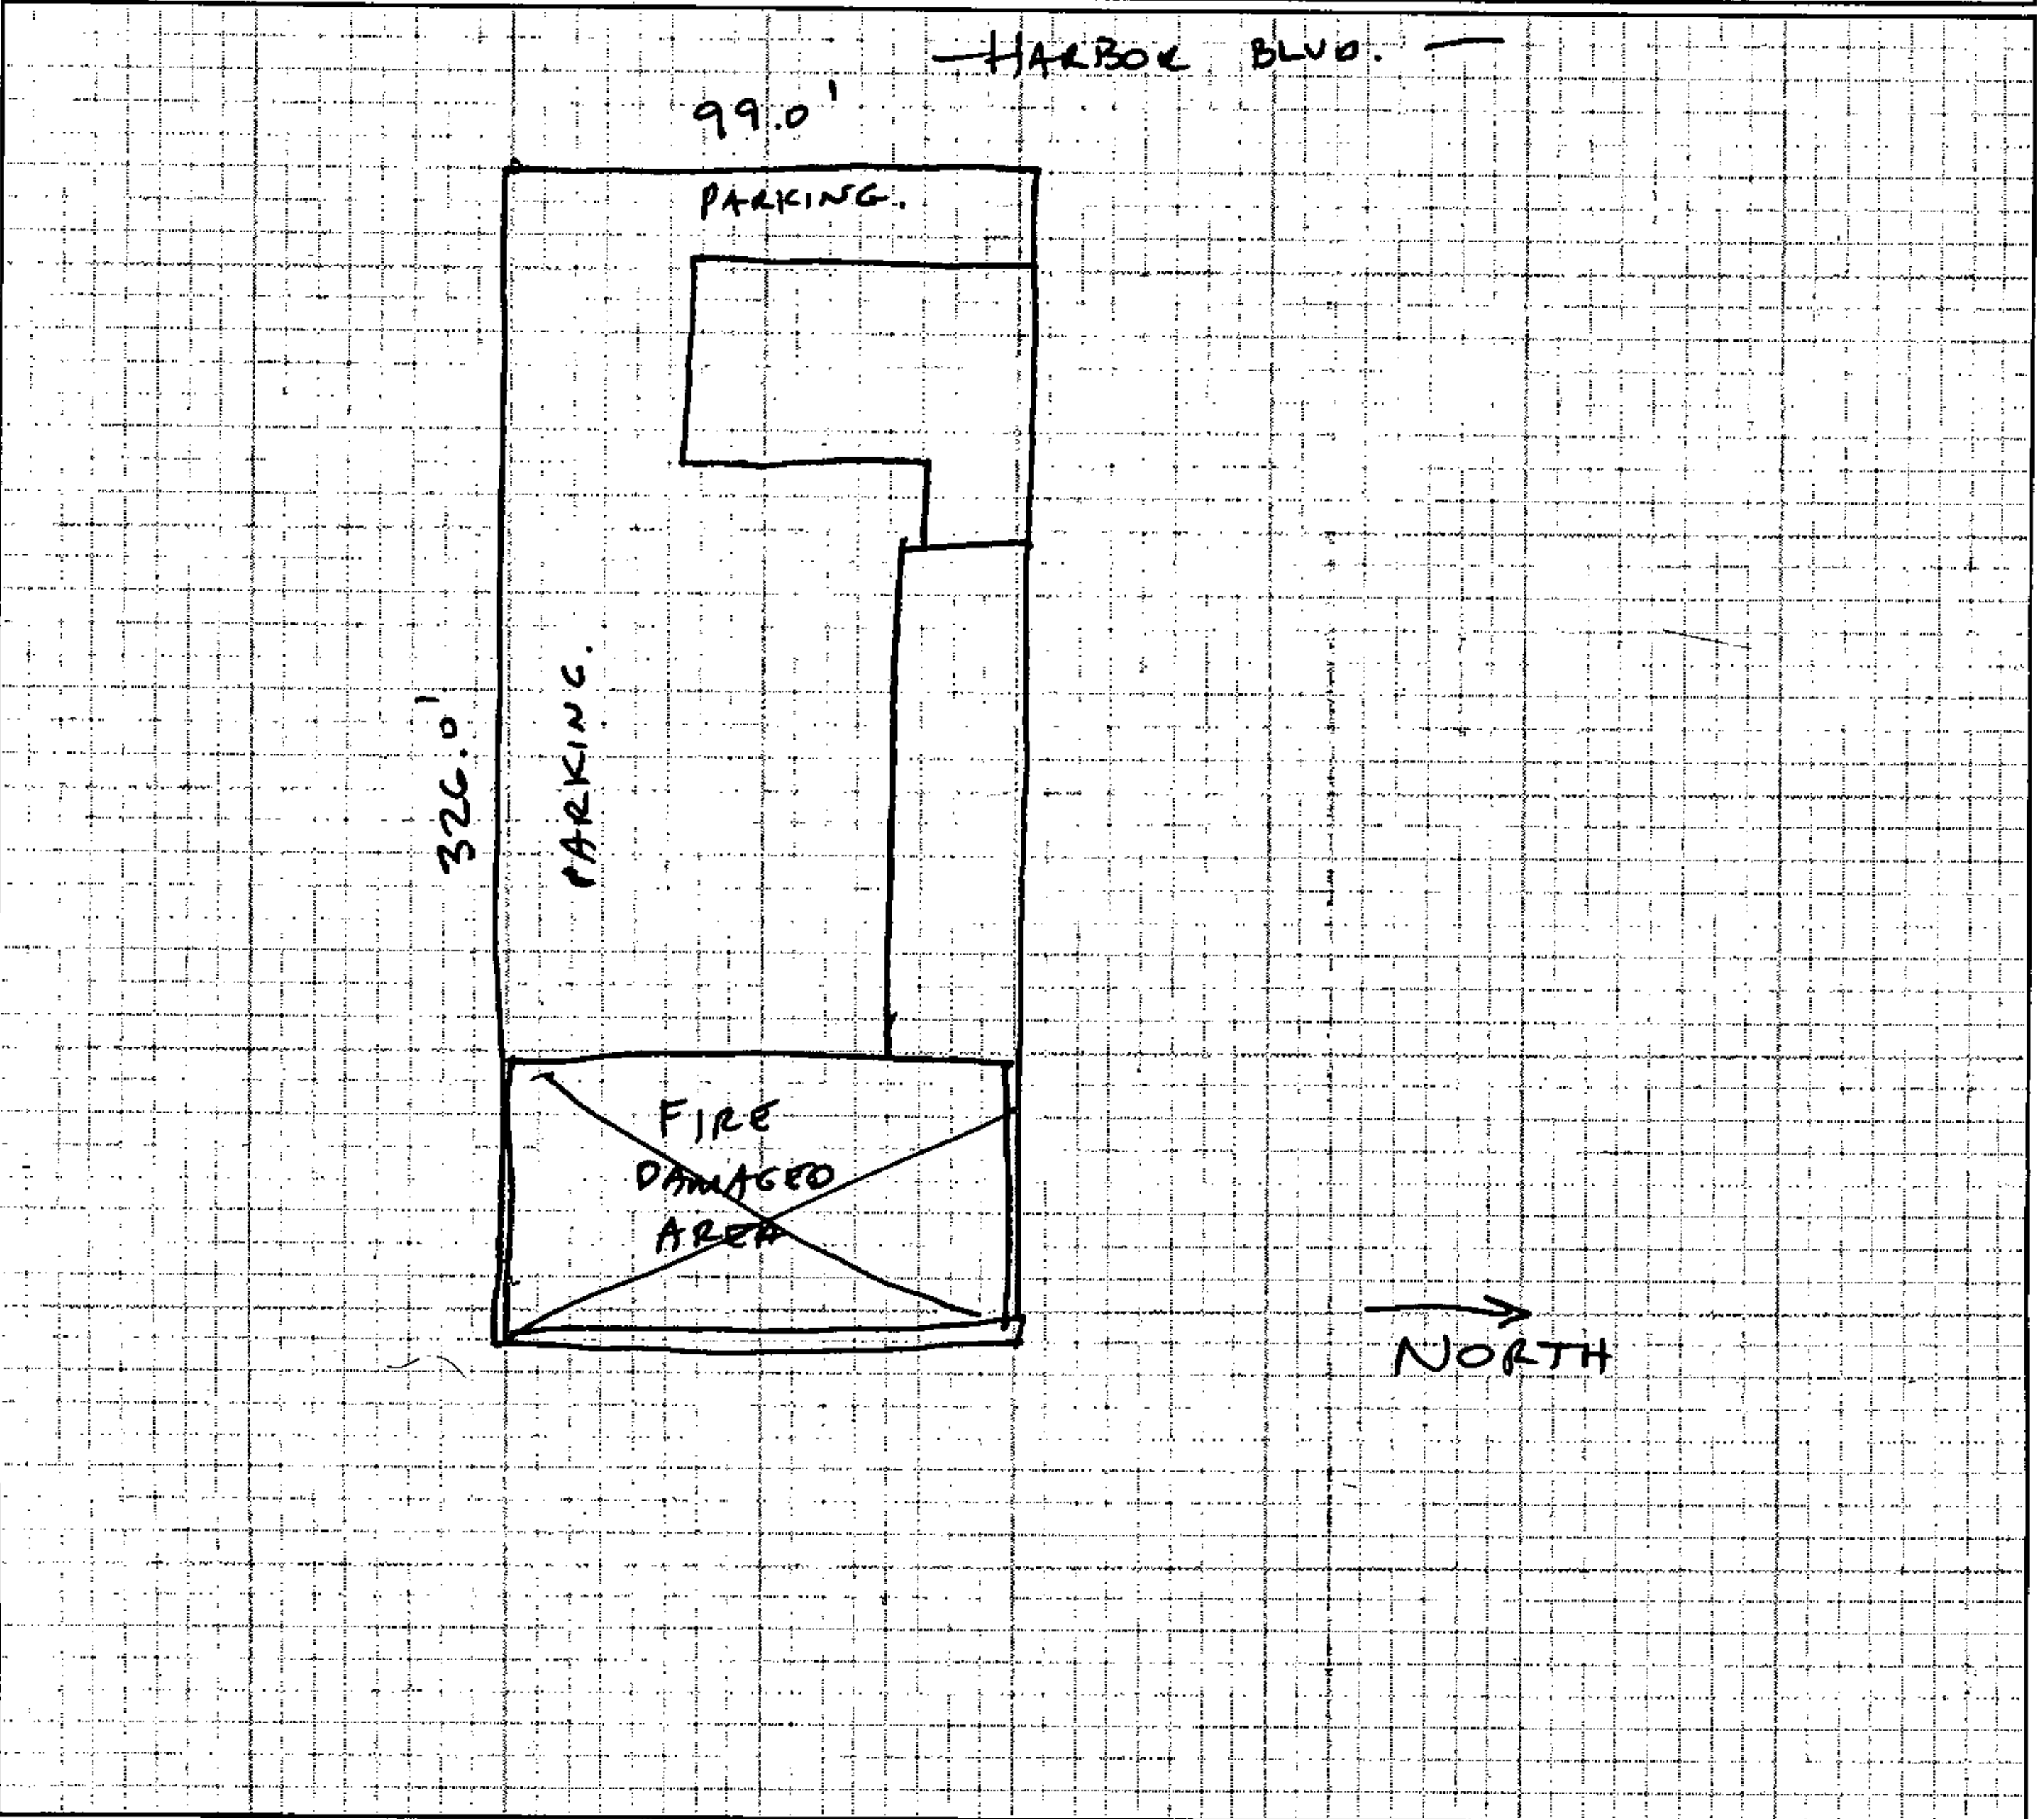 — HARBOR BLVD. —
99.0'
PARKING.
326.0'
PARKING.
FIRE
DAMAGED
AREA
NORTH